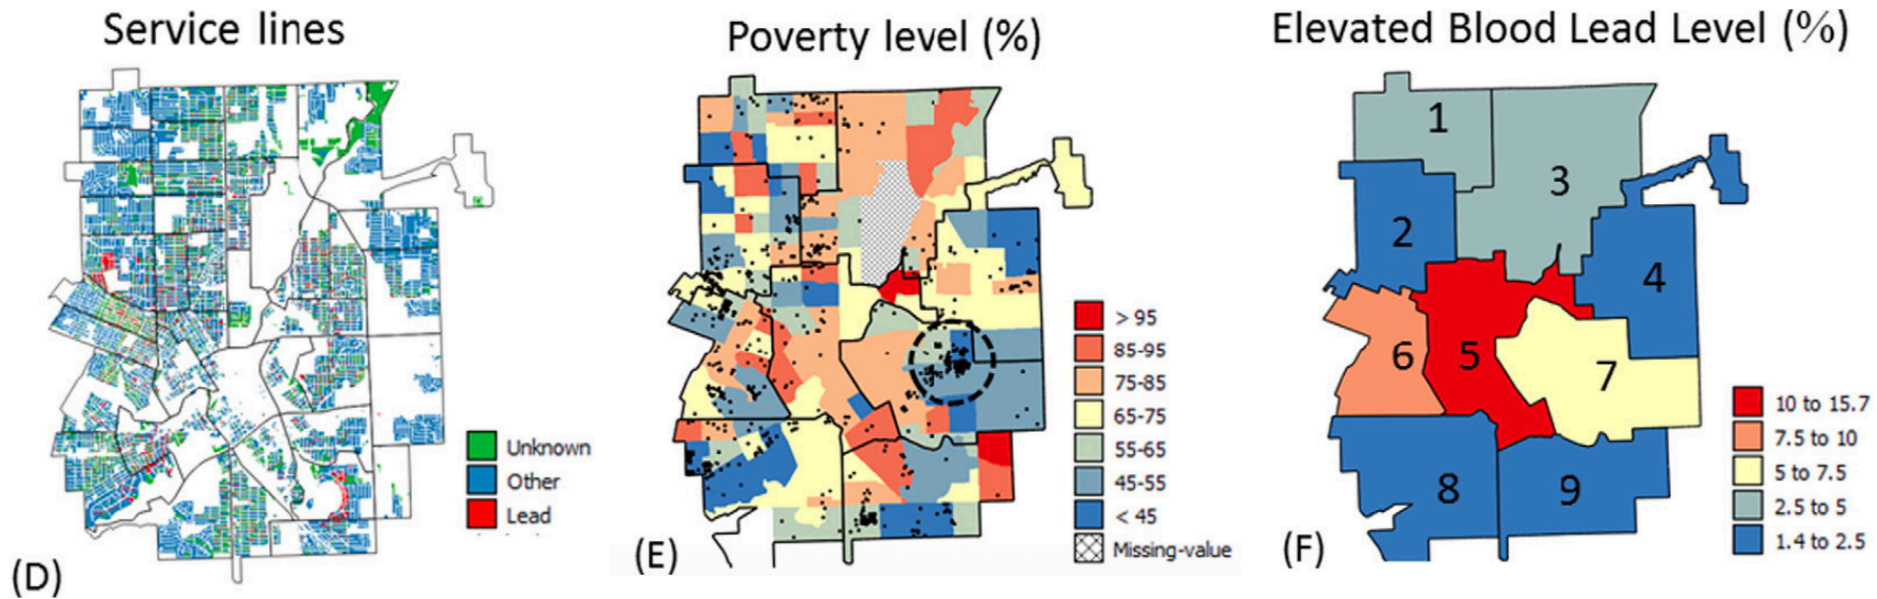 Service lines
Unknown
Other
Lead
(D)
Poverty level (%)
> 95
85-95
75-85
65-75
55-65
45-55
< 45
Missing-value
(E)
Elevated Blood Lead Level (%)
1
3
2
4
6
5
7
8
9
10 to 15.7
7.5 to 10
5 to 7.5
2.5 to 5
1.4 to 2.5
(F)